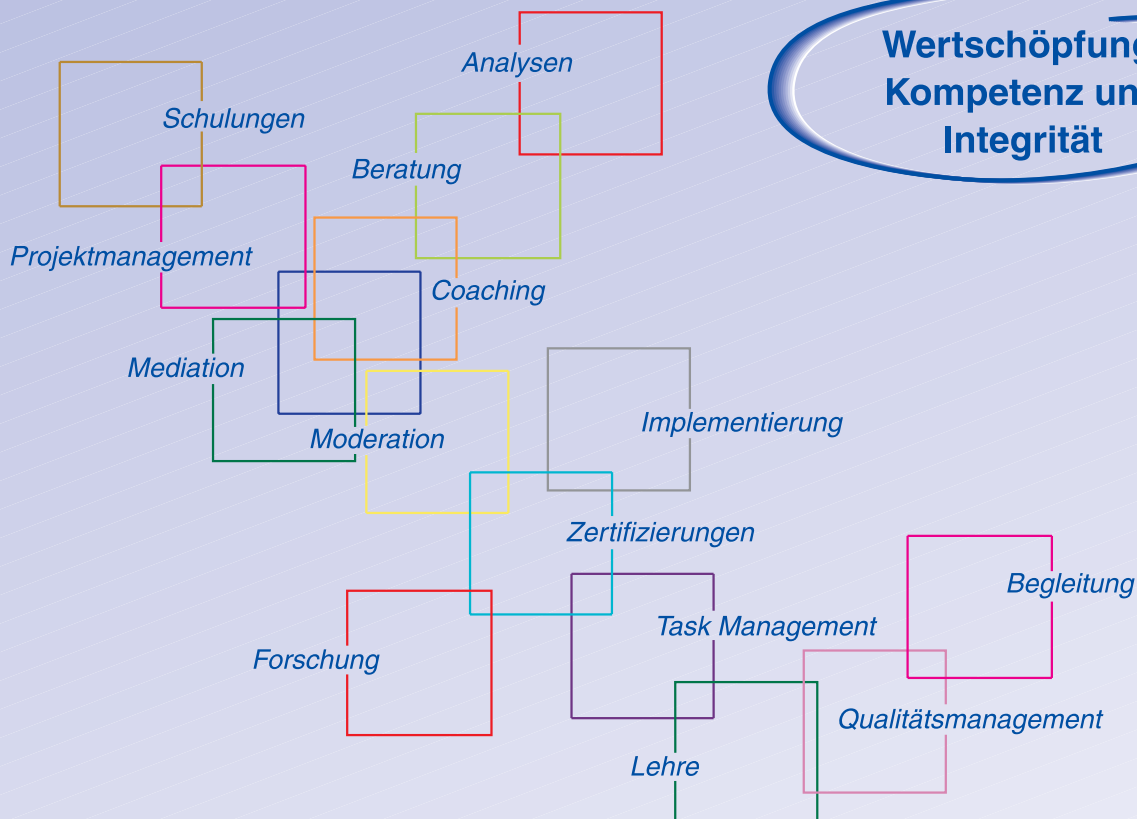 Analysen
Wertschöpfung
Kompetenz un
Integrität
Schulungen
Beratung
Projektmanagement
Coaching
Mediation
Implementierung
Moderation
Zertifizierungen
Begleitung
Task Management
Forschung
Qualitätsmanagement
Lehre